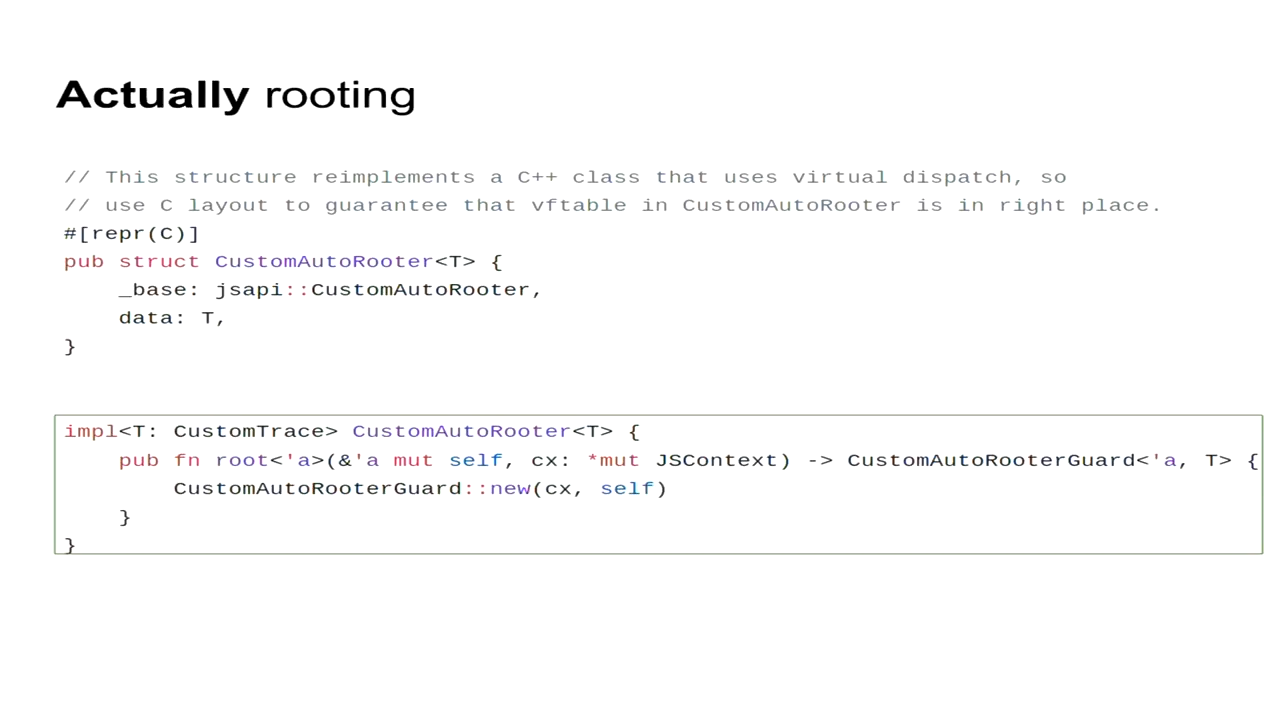 Actually rooting
// This structure reimplements a C++ class that uses virtual dispatch, so
// use C layout to guarantee that vftable in CustomAutoRooter is in right place.
#[repr(C)]
pub struct CustomAutoRooter<T> {
    _base: jsapi::CustomAutoRooter,
    data: T,
}
impl<T: CustomTrace> CustomAutoRooter<T> {
    pub fn root<'a>(&'a mut self, cx: *mut JSContext) -> CustomAutoRooterGuard<'a, T> {
        CustomAutoRooterGuard::new(cx, self)
    }
}